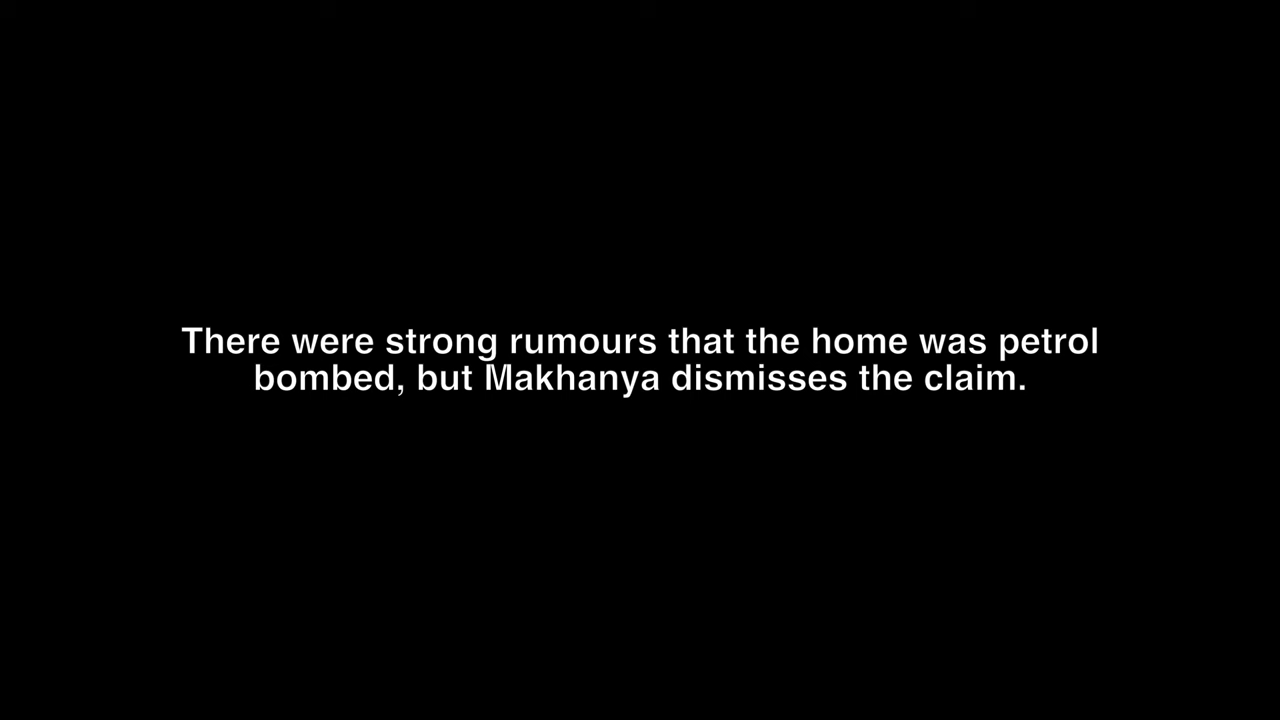 There were strong rumours that the home was petrol
bombed, but Makhanya dismisses the claim.